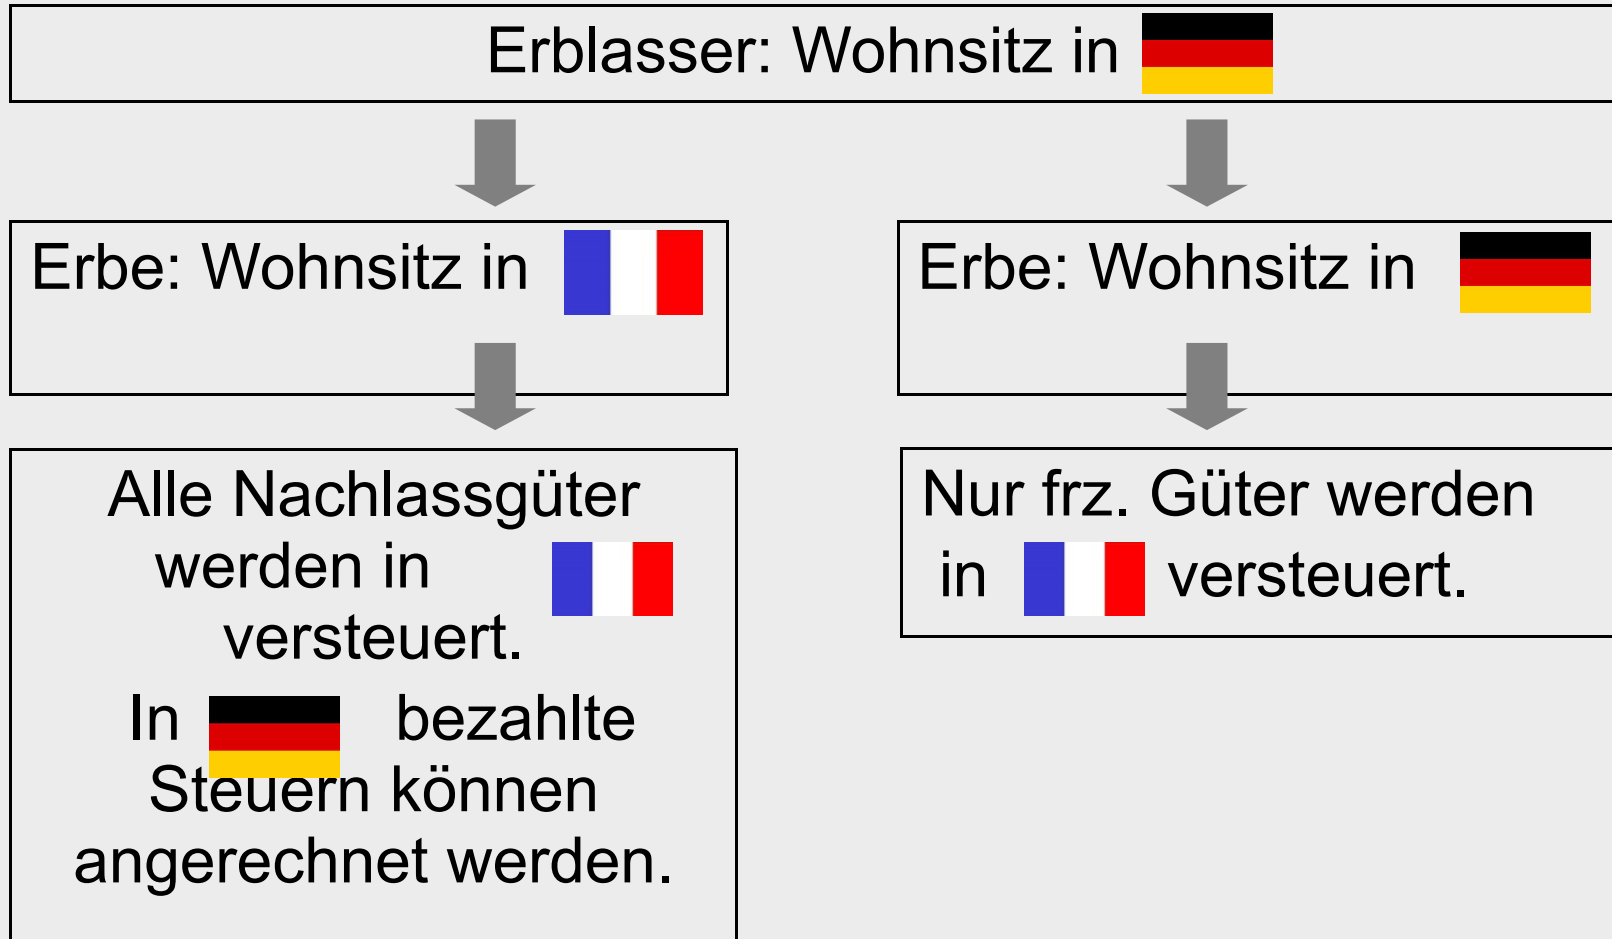 Erblasser: Wohnsitz in
Erbe: Wohnsitz in
Erbe: Wohnsitz in
Alle Nachlassgüter
werden in
versteuert.
In bezahlte
Steuern können
angerechnet werden.
Nur frz. Güter werden
in versteuert.